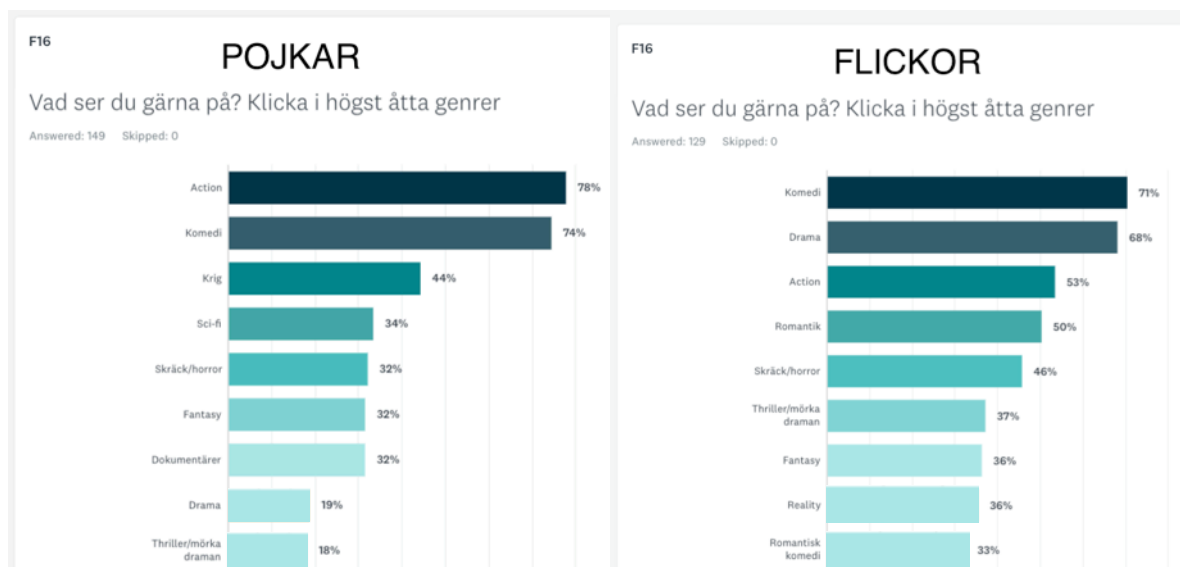 F16
POJKAR
Vad ser du gärna på? Klicka i högst åtta genrer
Answered: 149 Skipped: 0
Action 78%
Komedi 74%
Krig 44%
Sci-fi 34%
Skräck/horror 32%
Fantasy 32%
Dokumentärer 32%
Drama 19%
Thriller/mörka
draman 18%
F16
FLICKOR
Vad ser du gärna på? Klicka i högst åtta genrer
Answered: 129 Skipped: 0
Komedi 71%
Drama 68%
Action 53%
Romantik 50%
Skräck/horror 46%
Thriller/mörka
draman 37%
Fantasy 36%
Reality 36%
Romantisk
komedi 33%